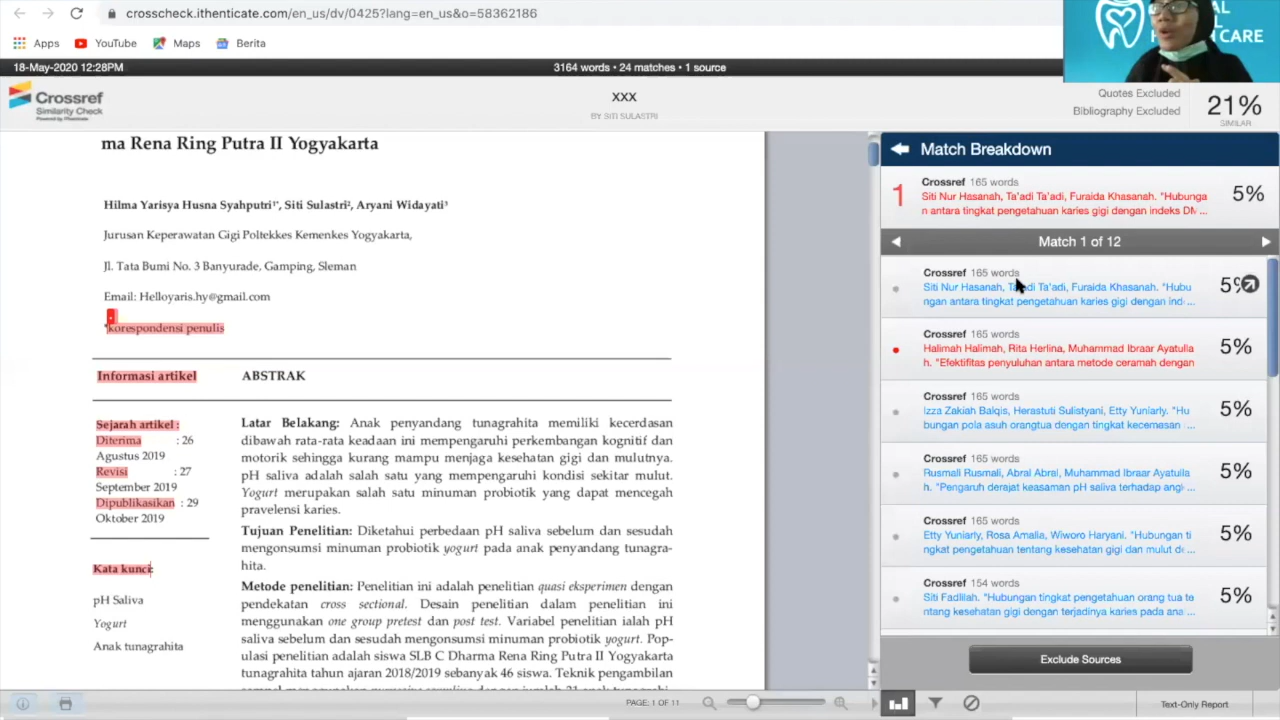 crosscheck.ithenticate.com/en_us/dv/0425?lang=en_us&o=58362186
Apps YouTube Maps Berita
18-May-2020 12:28PM
3164 words • 24 matches • 1 source
Crossref
Similarity Check
Powered by iThenticate
XXX
BY SITI SULASTRI
Quotes Excluded
Bibliography Excluded
21%
SIMILAR
ma Rena Ring Putra II Yogyakarta
Hilma Yarisya Husna Syahputri¹*, Siti Sulastri², Aryani Widayati³
Jurusan Keperawatan Gigi Poltekkes Kemenkes Yogyakarta,
Jl. Tata Bumi No. 3 Banyurade, Gamping, Sleman
Email: Helloyaris.hy@gmail.com
*korespondensi penulis
Informasi artikel
Sejarah artikel :
Diterima : 26
Agustus 2019
Revisi : 27
September 2019
Dipublikasikan : 29
Oktober 2019
Kata kunci:
pH Saliva
Yogurt
Anak tunagrahita
ABSTRAK
Latar Belakang: Anak penyandang tunagrahita memiliki kecerdasan
dibawah rata-rata keadaan ini mempengaruhi perkembangan kognitif dan
motorik sehingga kurang mampu menjaga kesehatan gigi dan mulutnya.
pH saliva adalah salah satu yang mempengaruhi kondisi sekitar mulut.
Yogurt merupakan salah satu minuman probiotik yang dapat mencegah
pravelensi karies.
Tujuan Penelitian: Diketahui perbedaan pH saliva sebelum dan sesudah
mengonsumsi minuman probiotik yogurt pada anak penyandang tunagra-
hita.
Metode penelitian: Penelitian ini adalah penelitian quasi eksperimen dengan
pendekatan cross sectional. Desain penelitian dalam penelitian ini
menggunakan one group pretest dan post test. Variabel penelitian ialah pH
saliva sebelum dan sesudah mengonsumsi minuman probiotik yogurt. Pop-
ulasi penelitian adalah siswa SLB C Dharma Rena Ring Putra II Yogyakarta
tunagrahita tahun ajaran 2018/2019 sebanyak 46 siswa. Teknik pengambilan
Match Breakdown
1 Crossref 165 words
Siti Nur Hasanah, Ta'adi Ta'adi, Furaida Khasanah. "Hubunga
n antara tingkat pengetahuan karies gigi dengan indeks DM ...
5%
Match 1 of 12
Crossref 165 words
Siti Nur Hasanah, Ta'adi Ta'adi, Furaida Khasanah. "Hubu
ngan antara tingkat pengetahuan karies gigi dengan ind ...
5%
Crossref 165 words
Halimah Halimah, Rita Herlina, Muhammad Ibraar Ayatulla
h. "Efektifitas penyuluhan antara metode ceramah dengan
5%
Crossref 165 words
Izza Zakiah Balqis, Herastuti Sulistyani, Etty Yuniarly. "Hu
bungan pola asuh orangtua dengan tingkat kecemasan ...
5%
Crossref 165 words
Rusmali Rusmali, Abral Abral, Muhammad Ibraar Ayatulla
h. "Pengaruh derajat keasaman pH saliva terhadap angk ...
5%
Crossref 165 words
Etty Yuniarly, Rosa Amalla, Wiworo Haryani. "Hubungan ti
ngkat pengetahuan tentang kesehatan gigi dan mulut de ...
5%
Crossref 154 words
Siti Fadlilah. "Hubungan tingkat pengetahuan orang tua te
ntang kesehatan gigi dengan terjadinya karies pada ana ...
5%
Exclude Sources
PAGE: 1 OF 11
Text-Only Report